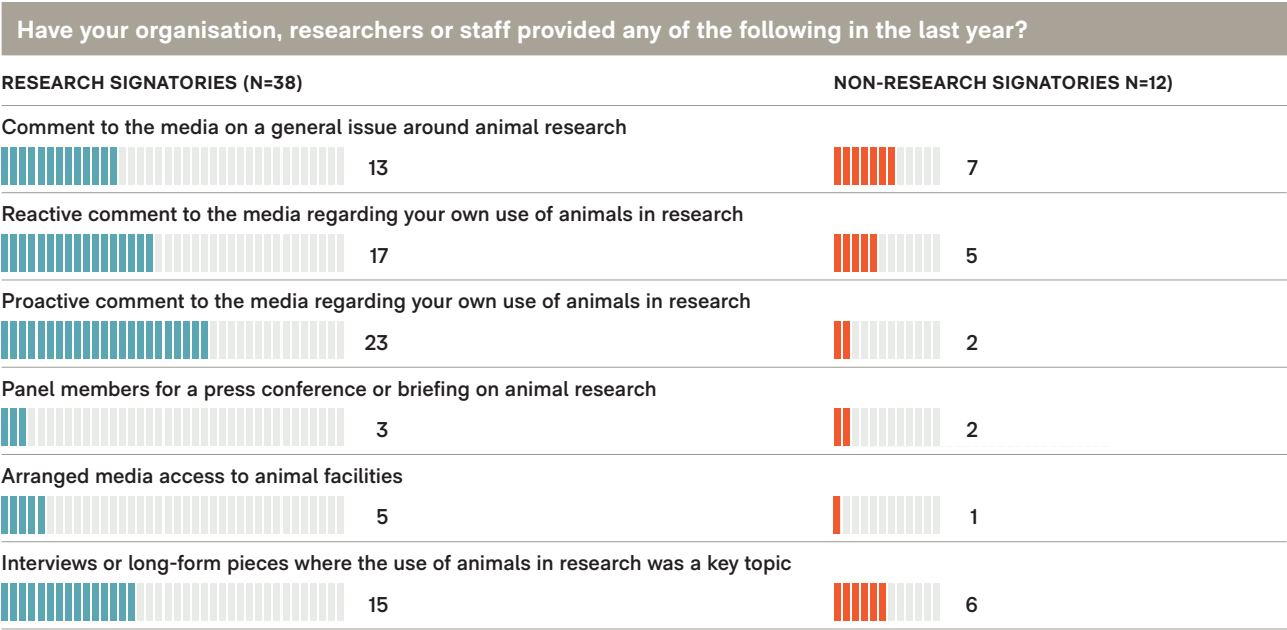 Have your organisation, researchers or staff provided any of the following in the last year?
RESEARCH SIGNATORIES (N=38)
NON-RESEARCH SIGNATORIES N=12)
Comment to the media on a general issue around animal research
13
7
Reactive comment to the media regarding your own use of animals in research
17
5
Proactive comment to the media regarding your own use of animals in research
23
2
Panel members for a press conference or briefing on animal research
3
2
Arranged media access to animal facilities
5
1
Interviews or long-form pieces where the use of animals in research was a key topic
15
6